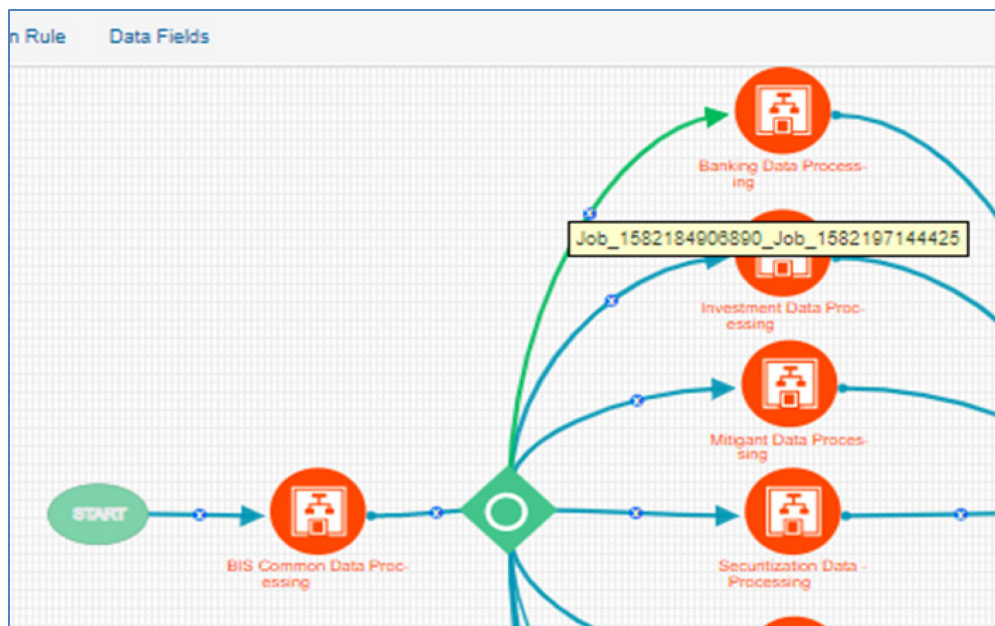 n Rule
Data Fields
Banking Data Process-
ing
Job_1582184906890_Job_1582197144425
Investment Data Proc-
essing
Mitigant Data Proces-
sing
START
BIS Common Data Proc-
essing
Securitization Data -
Processing